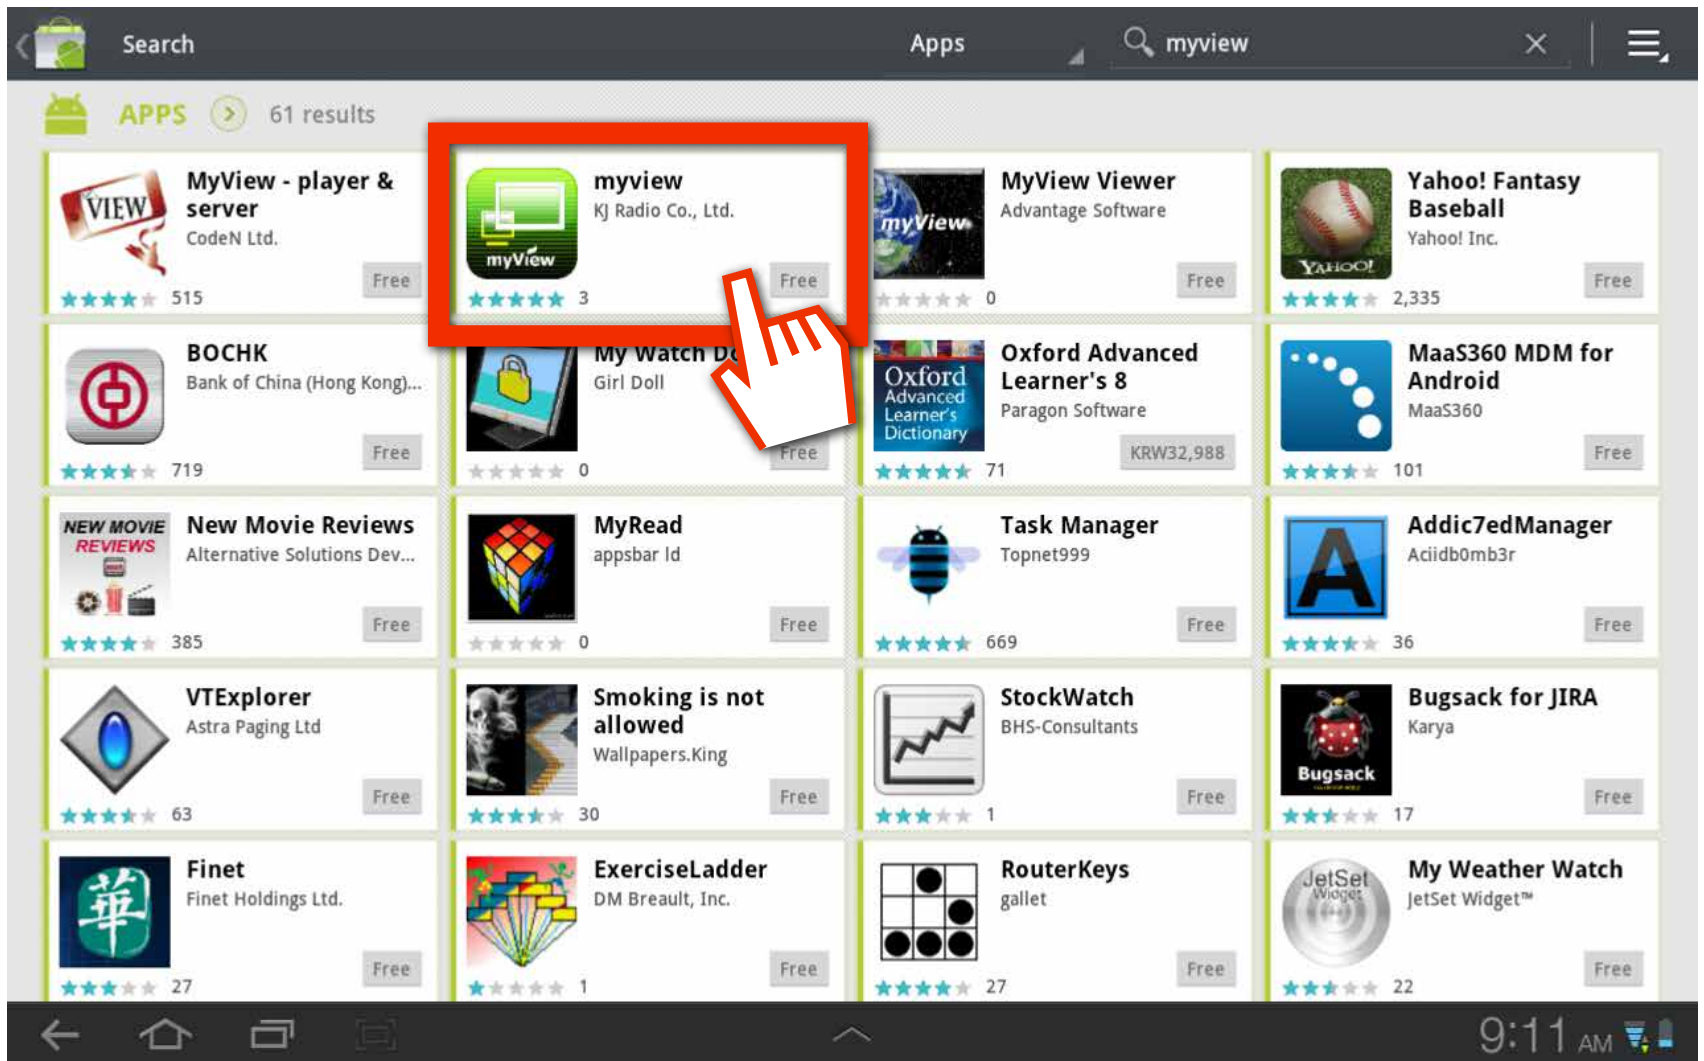 Search
Apps
myview
APPS
61 results
VIEW
MyView - player &
server
CodeN Ltd.
Free
515
myView
myview
KJ Radio Co., Ltd.
Free
3
myView
MyView Viewer
Advantage Software
Free
0
YAHOO!
Yahoo! Fantasy
Baseball
Yahoo! Inc.
Free
2,335
BOCHK
Bank of China (Hong Kong)...
Free
719
My Watch Do
Girl Doll
Free
0
Oxford
Advanced
Learner's
Dictionary
Oxford Advanced
Learner's 8
Paragon Software
KRW32,988
71
MaaS360 MDM for
Android
MaaS360
Free
101
NEW MOVIE
REVIEWS
New Movie Reviews
Alternative Solutions Dev...
Free
385
MyRead
appsbar ld
Free
0
Task Manager
Topnet999
Free
669
A
Addic7edManager
Aciidb0mb3r
Free
36
VTExplorer
Astra Paging Ltd
Free
63
Smoking is not
allowed
Wallpapers.King
Free
30
StockWatch
BHS-Consultants
Free
1
Bugsack
Bugsack for JIRA
Karya
Free
17
華
Finet
Finet Holdings Ltd.
Free
27
ExerciseLadder
DM Breault, Inc.
Free
1
RouterKeys
gallet
Free
27
JetSet
Widget
My Weather Watch
JetSet Widget™
Free
22
9:11 AM